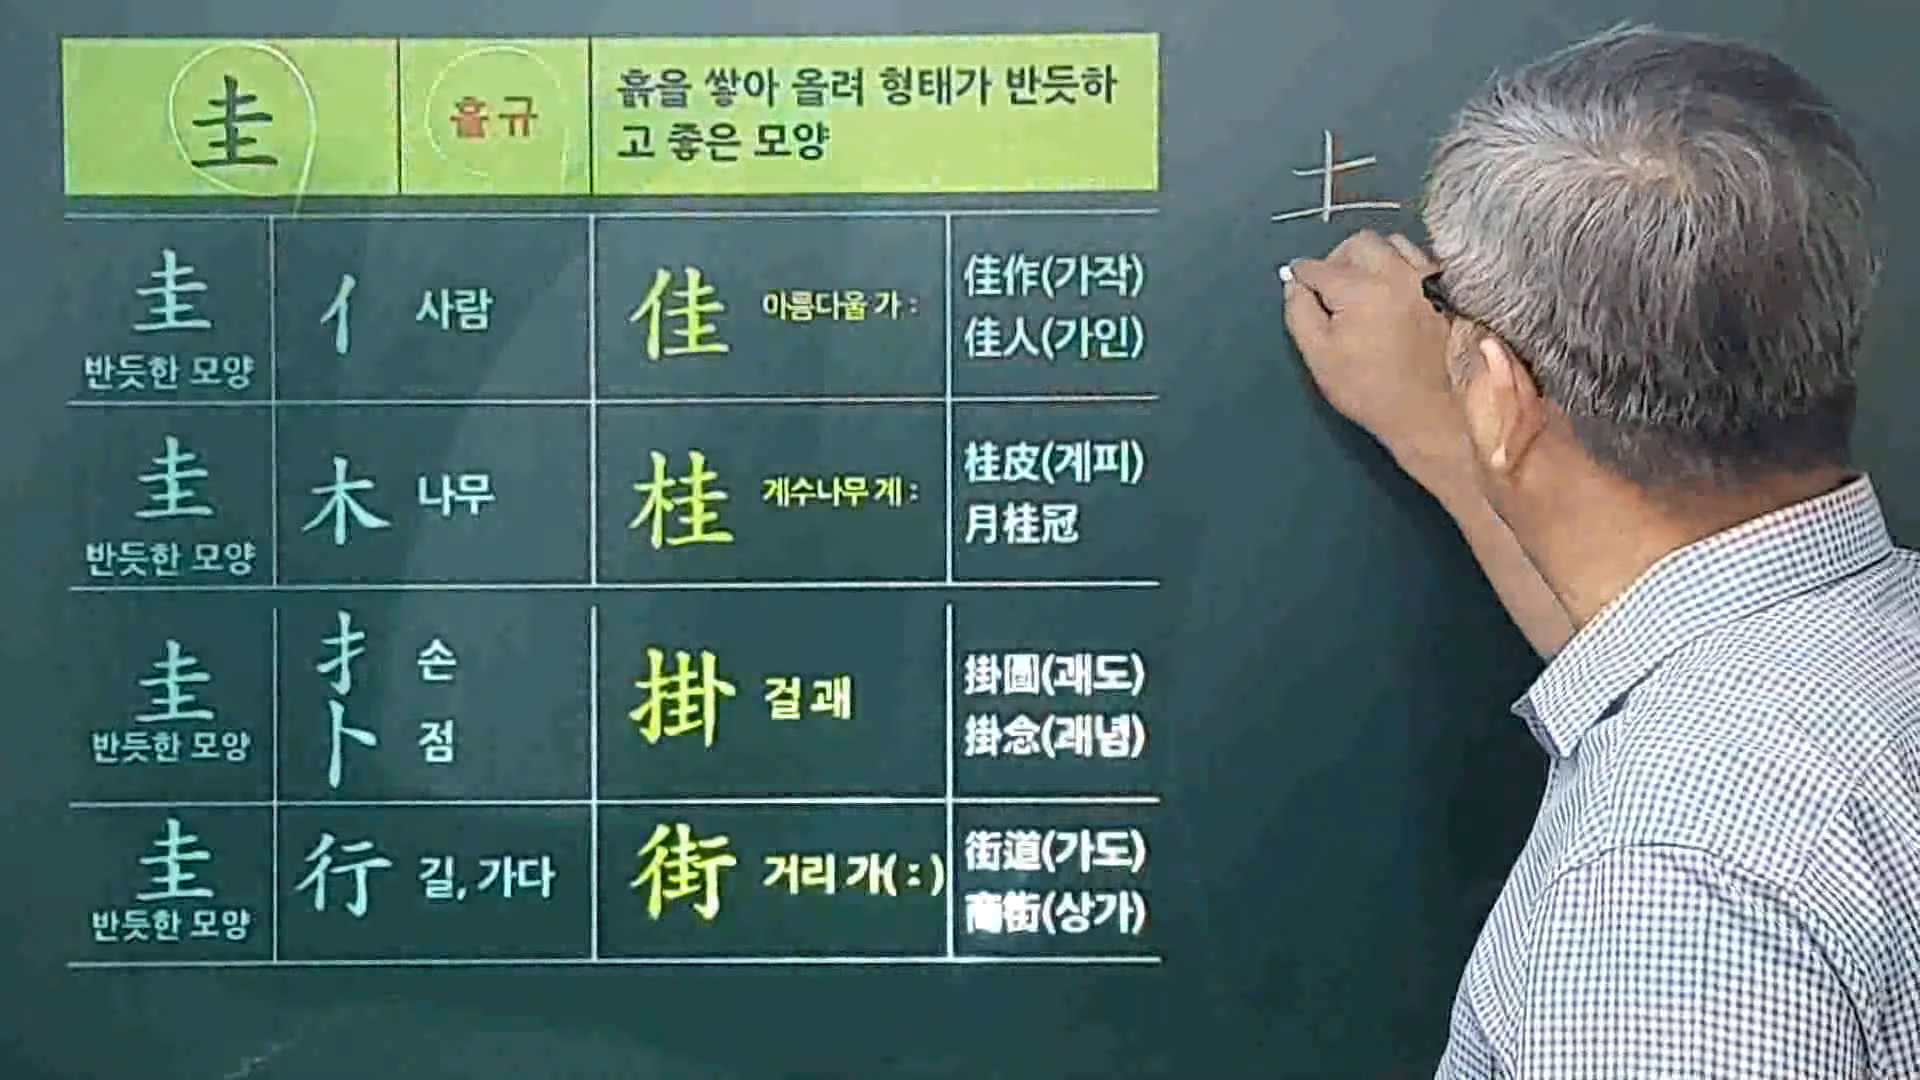 圭 홀 규 흙을 쌓아 올려 형태가 반듯하
고 좋은 모양
土
圭 亻 사람 佳 아름다울 가 : 佳作(가작)
반듯한 모양 佳人(가인)
圭 木 나무 桂 계수나무 계 : 桂皮(계피)
반듯한 모양 月桂冠
圭 扌 손 掛 걸 괘 掛圖(괘도)
반듯한 모양 卜 점 掛念(괘념)
圭 行 길, 가다 街 거리 가( : ) 街道(가도)
반듯한 모양 商街(상가)